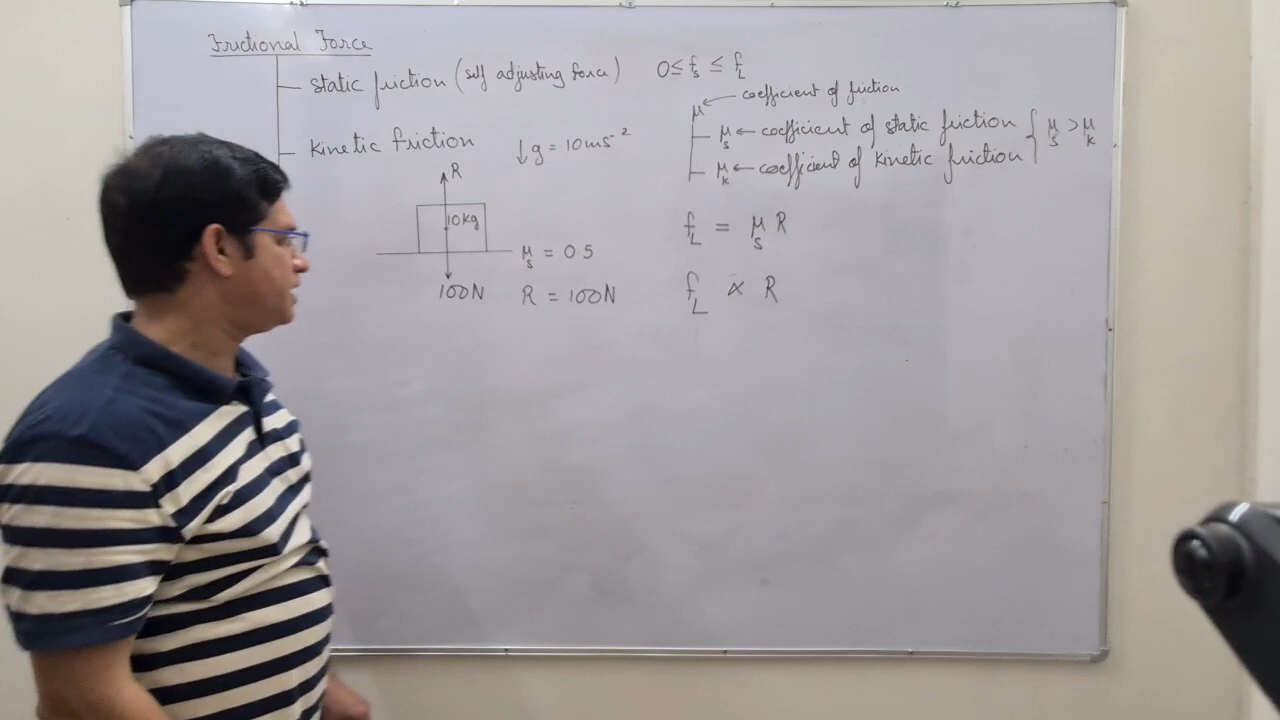 Frictional Force
static friction (self adjusting force) 0 ≤ fs ≤ fL
μ ← coefficient of friction
μs ← coefficient of static friction
μk ← coefficient of kinetic friction
μs > μk
kinetic friction ↓g = 10ms⁻²
R
10kg
100N
μs = 0.5
R = 100N
fL = μs R
fL ∝ R